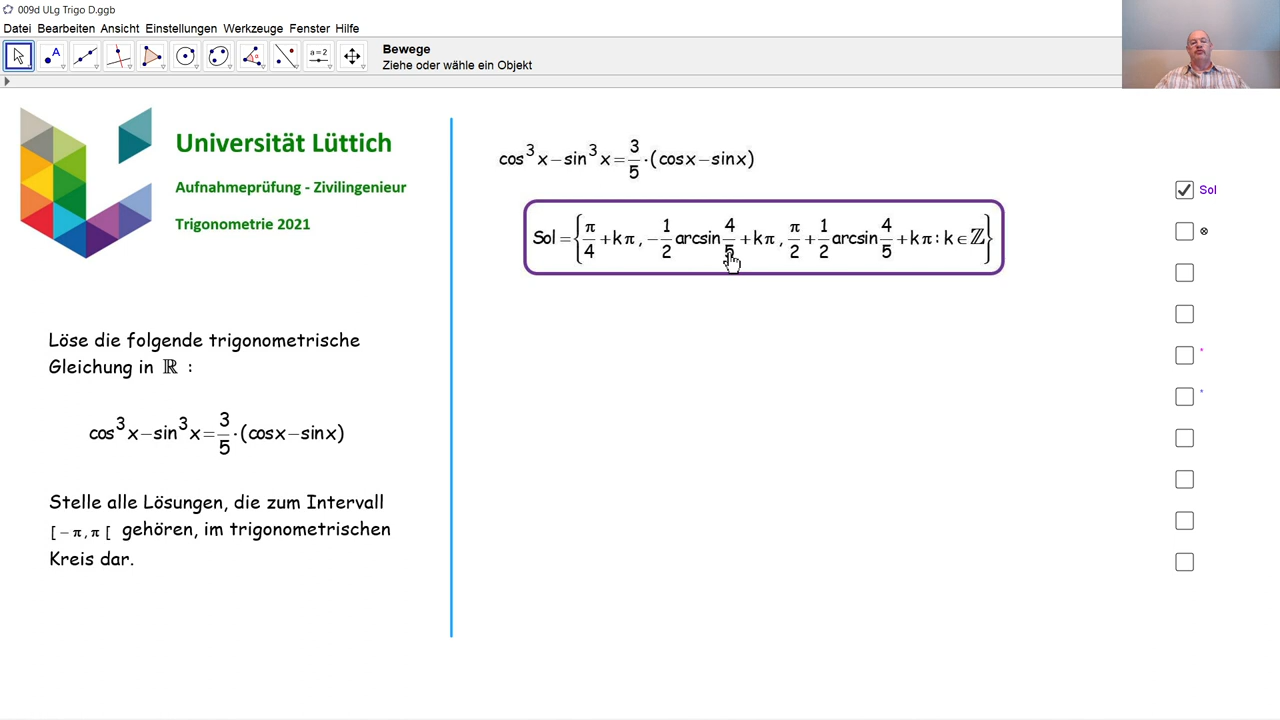 009d ULg Trigo D.ggb
Datei Bearbeiten Ansicht Einstellungen Werkzeuge Fenster Hilfe
A
a=2
Bewege
Ziehe oder wähle ein Objekt
Universität Lüttich
Aufnahmeprüfung - Zivilingenieur
Trigonometrie 2021
Löse die folgende trigonometrische
Gleichung in ℝ :
cos³x−sin³x=3/5·(cosx−sinx)
Stelle alle Lösungen, die zum Intervall
[−π,π[ gehören, im trigonometrischen
Kreis dar.
cos³x−sin³x=3/5·(cosx−sinx)
Sol={π/4+kπ,−1/2 arcsin 4/5+kπ,π/2+1/2 arcsin 4/5+kπ:k∈ℤ}
Sol
⊗
*
*